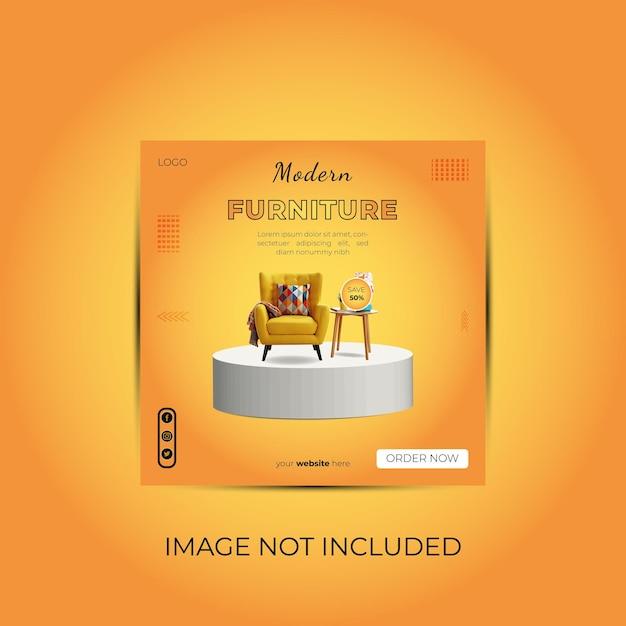 LOGO
Modern
FURNITURE
lorem ipsum dolor sit amet, con-
sectetuer adipiscing elit, sed
diam nonummy nibh
SAVE
50%
your website here
ORDER NOW
IMAGE NOT INCLUDED